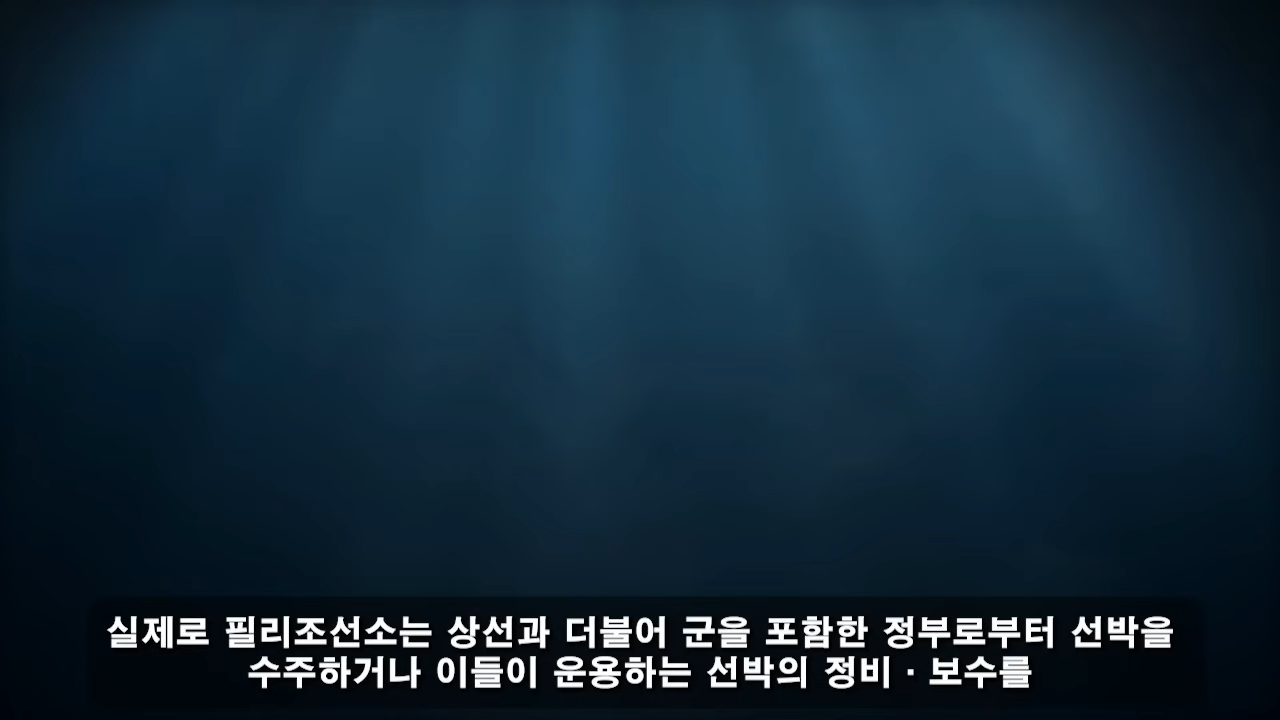 실제로 필리조선소는 상선과 더불어 군을 포함한 정부로부터 선박을
수주하거나 이들이 운용하는 선박의 정비 · 보수를